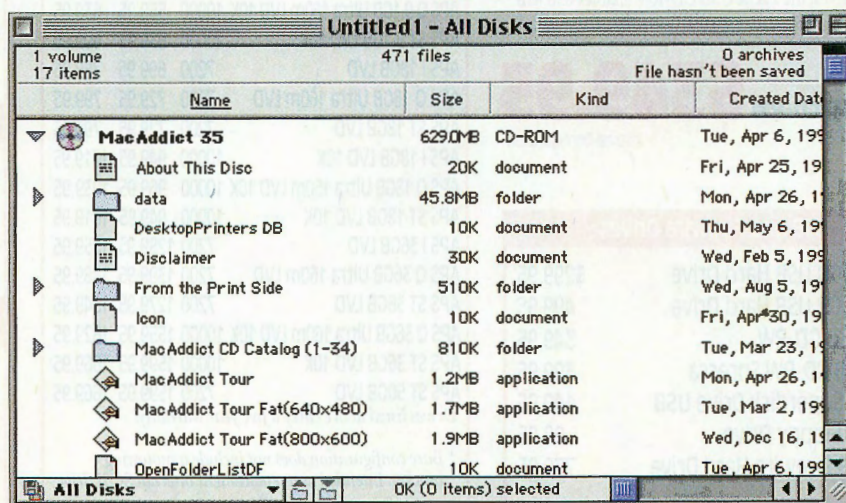 Untitled1 - All Disks
1 volume 471 files 0 archives
17 items File hasn't been saved
Name Size Kind Created Date
MacAddict 35 629.0MB CD-ROM Tue, Apr 6, 199
About This Disc 20K document Fri, Apr 25, 19
data 45.8MB folder Mon, Apr 26, 1
DesktopPrinters DB 10K document Thu, May 6, 19
Disclaimer 30K document Wed, Feb 5, 199
From the Print Side 510K folder Wed, Aug 5, 19
Icon 10K document Fri, Apr 30, 19
MacAddict CD Catalog (1-34) 810K folder Tue, Mar 23, 19
MacAddict Tour 1.2MB application Mon, Apr 26, 1
MacAddict Tour Fat(640x480) 1.7MB application Tue, Mar 2, 199
MacAddict Tour Fat(800x600) 1.9MB application Wed, Dec 16, 1
OpenFolderListDF 10K document Tue, Apr 6, 199
All Disks 0K (0 items) selected